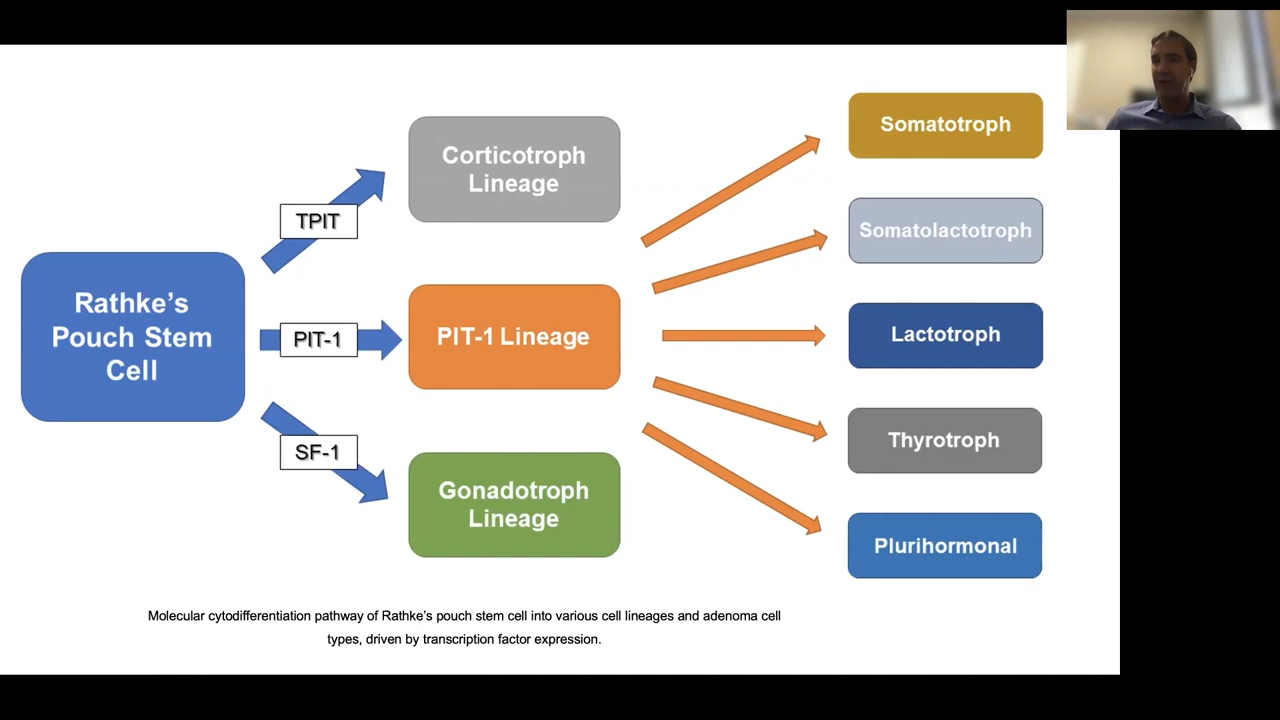 Rathke’s
Pouch Stem
Cell
TPIT
PIT-1
SF-1
Corticotroph
Lineage
PIT-1 Lineage
Gonadotroph
Lineage
Somatotroph
Somatolactotroph
Lactotroph
Thyrotroph
Plurihormonal
Molecular cytodifferentiation pathway of Rathke’s pouch stem cell into various cell lineages and adenoma cell
types, driven by transcription factor expression.